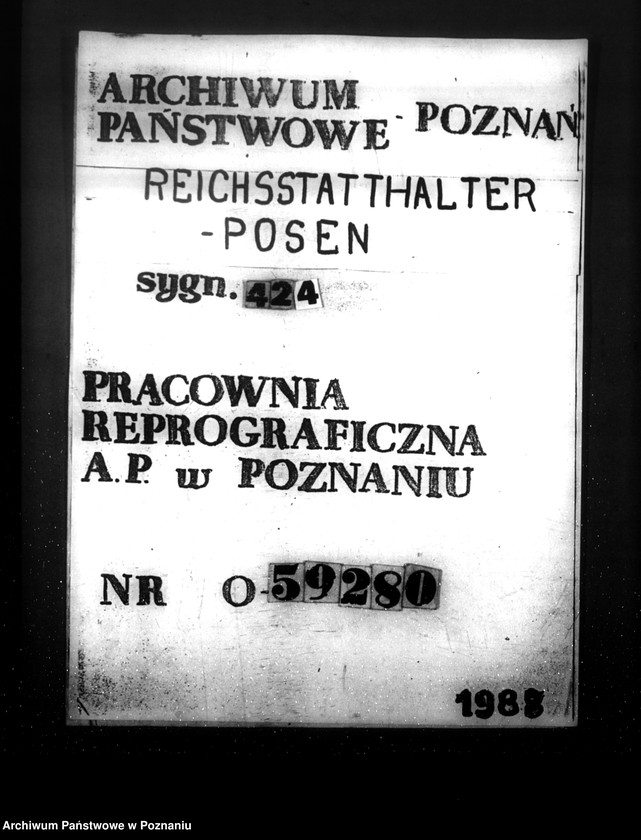 ARCHIWUM
PAŃSTWOWE - POZNAŃ
REICHSSTATTHALTER
-POSEN
sygn. 424
PRACOWNIA
REPROGRAFICZNA
A.P. w POZNANIU
NR O-59280
1988
Archiwum Państwowe w Poznaniu